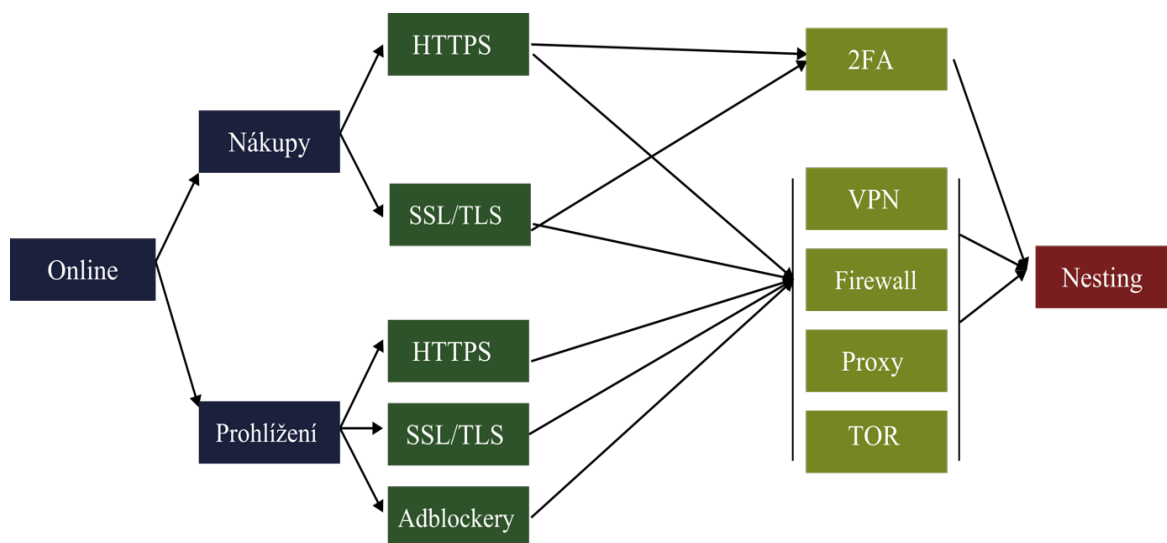 Online
Nákupy
Prohlížení
HTTPS
SSL/TLS
HTTPS
SSL/TLS
Adblockery
2FA
VPN
Firewall
Proxy
TOR
Nesting